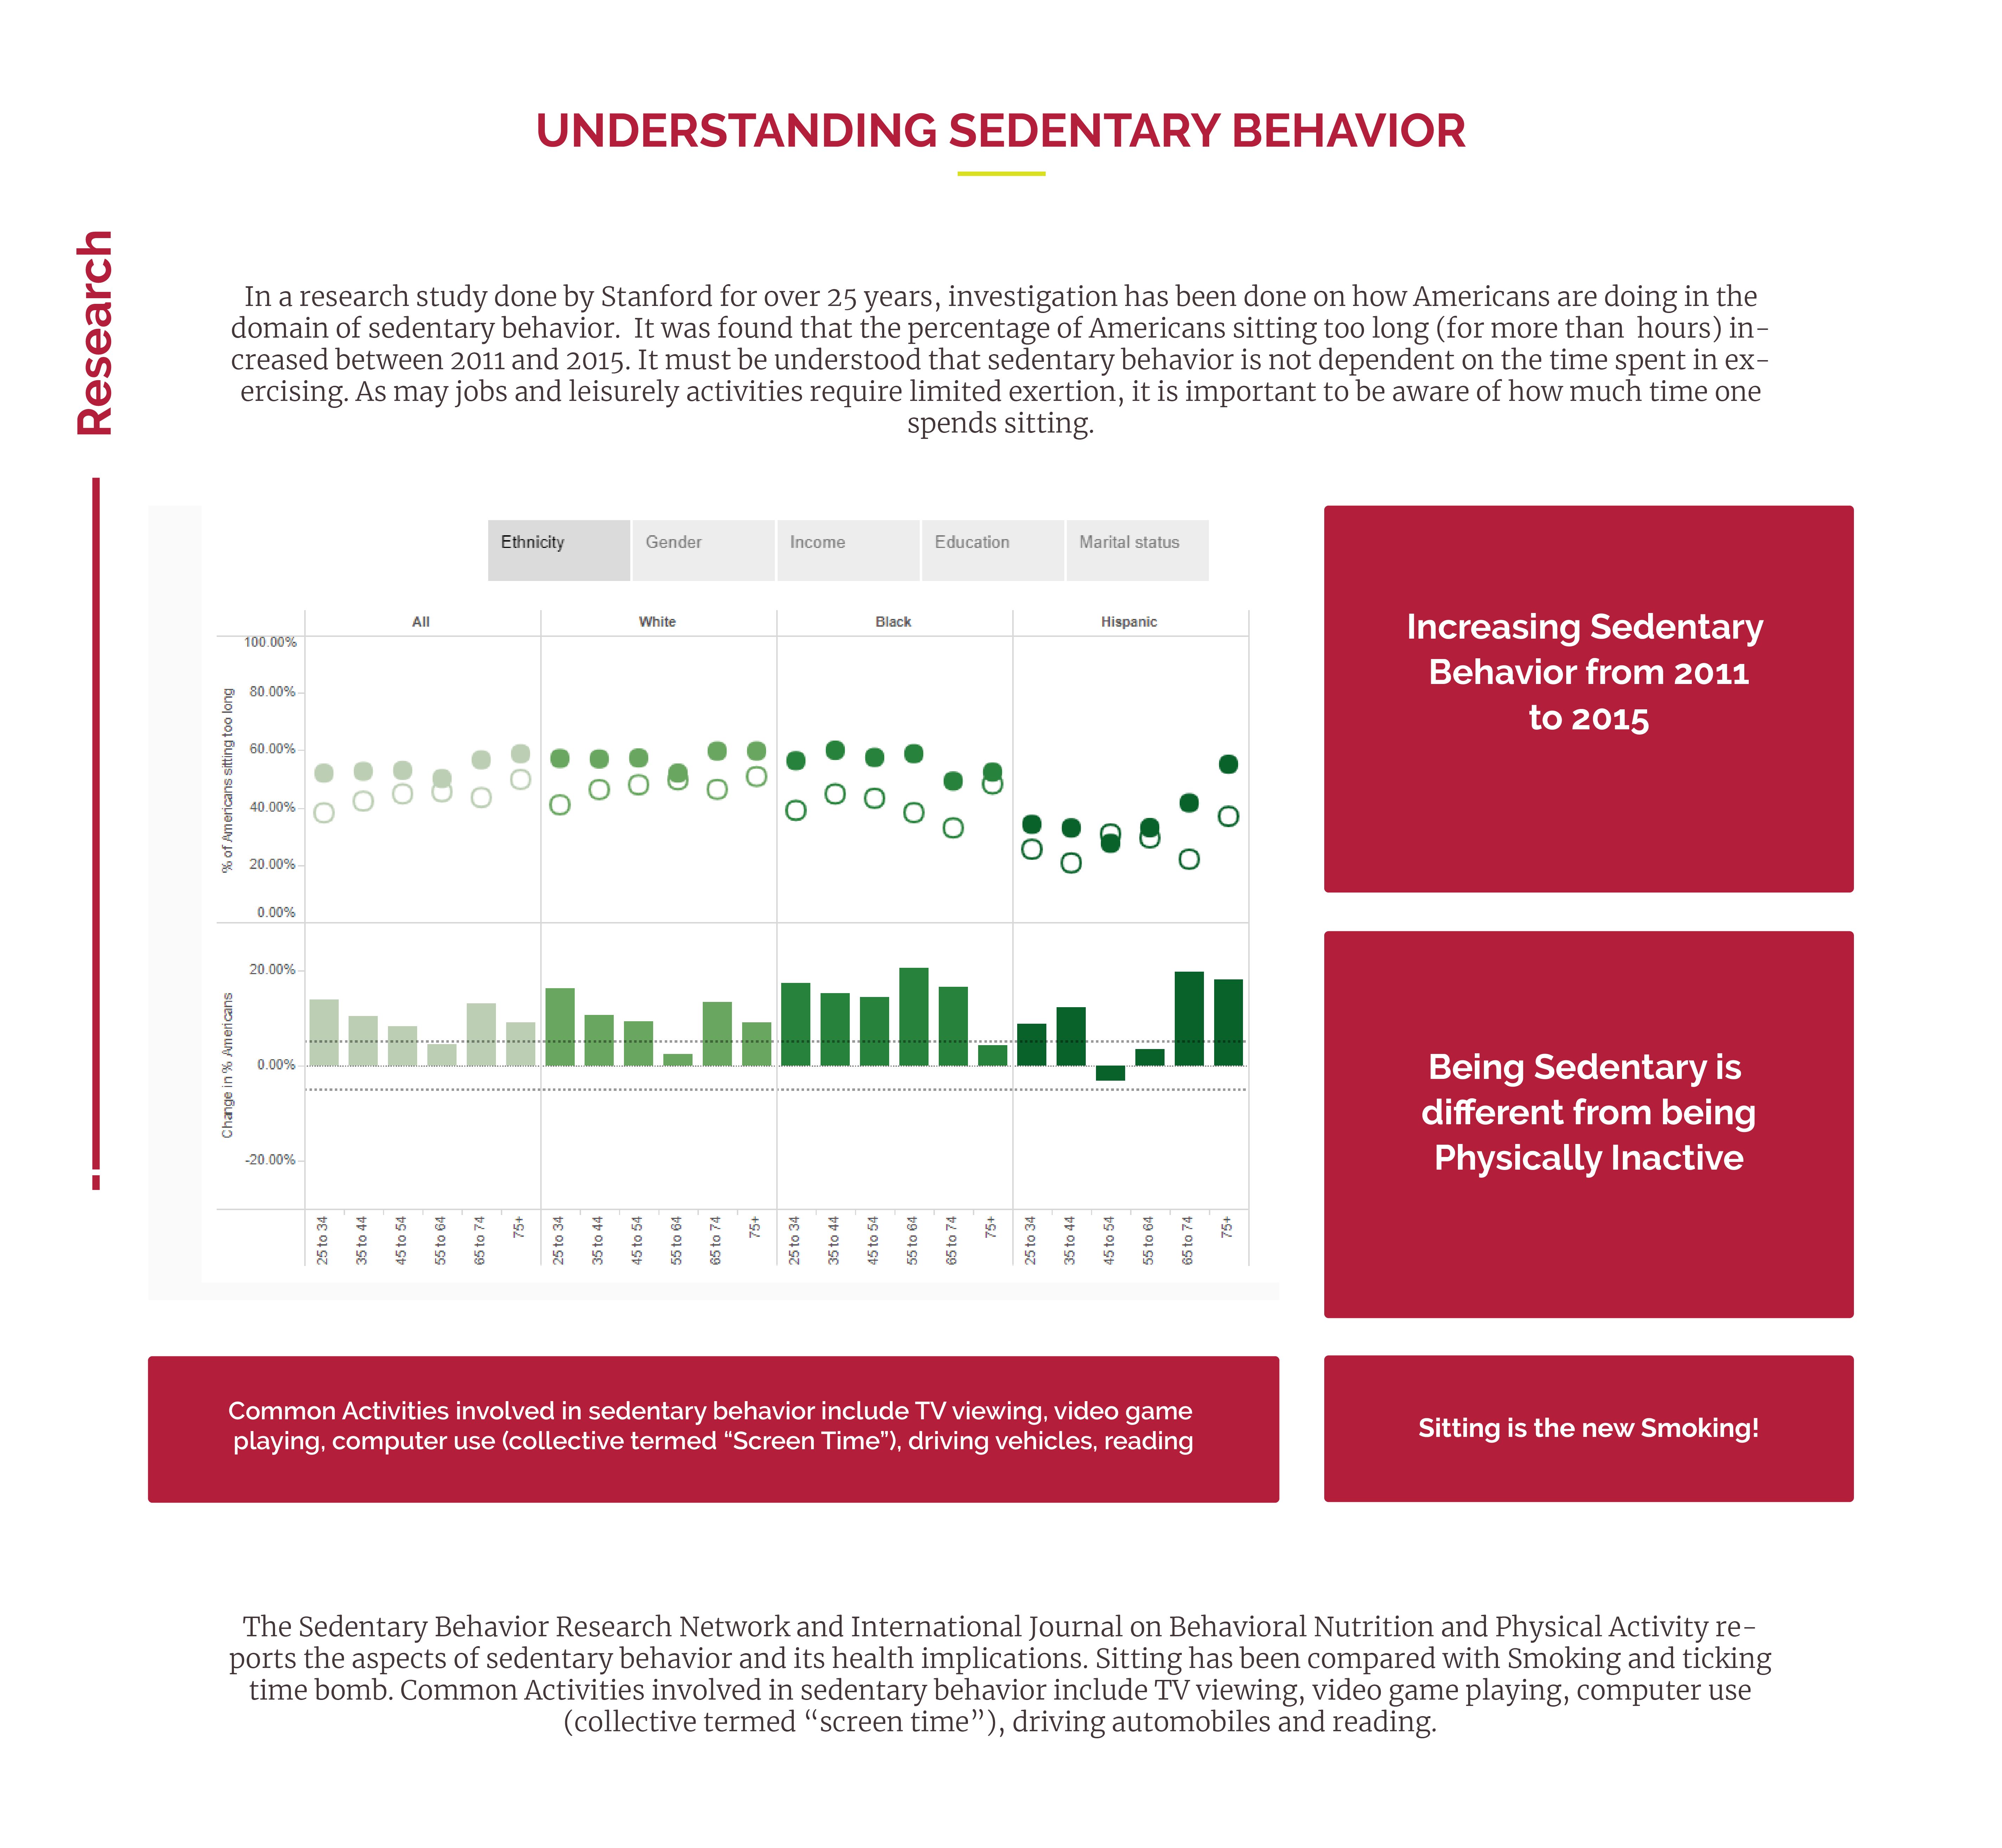 UNDERSTANDING SEDENTARY BEHAVIOR
Research
In a research study done by Stanford for over 25 years, investigation has been done on how Americans are doing in the
domain of sedentary behavior.  It was found that the percentage of Americans sitting too long (for more than  hours) in-
creased between 2011 and 2015. It must be understood that sedentary behavior is not dependent on the time spent in ex-
ercising. As may jobs and leisurely activities require limited exertion, it is important to be aware of how much time one
spends sitting.
Ethnicity Gender Income Education Marital status
All White Black Hispanic
% of Americans sitting too long
100.00%
80.00%
60.00%
40.00%
20.00%
0.00%
Change in % Americans
20.00%
0.00%
-20.00%
25 to 34 35 to 44 45 to 54 55 to 64 65 to 74 75+ 25 to 34 35 to 44 45 to 54 55 to 64 65 to 74 75+ 25 to 34 35 to 44 45 to 54 55 to 64 65 to 74 75+ 25 to 34 35 to 44 45 to 54 55 to 64 65 to 74 75+
Increasing Sedentary
Behavior from 2011
to 2015
Being Sedentary is
different from being
Physically Inactive
Common Activities involved in sedentary behavior include TV viewing, video game
playing, computer use (collective termed “Screen Time”), driving vehicles, reading
Sitting is the new Smoking!
The Sedentary Behavior Research Network and International Journal on Behavioral Nutrition and Physical Activity re-
ports the aspects of sedentary behavior and its health implications. Sitting has been compared with Smoking and ticking
time bomb. Common Activities involved in sedentary behavior include TV viewing, video game playing, computer use
(collective termed “screen time”), driving automobiles and reading.